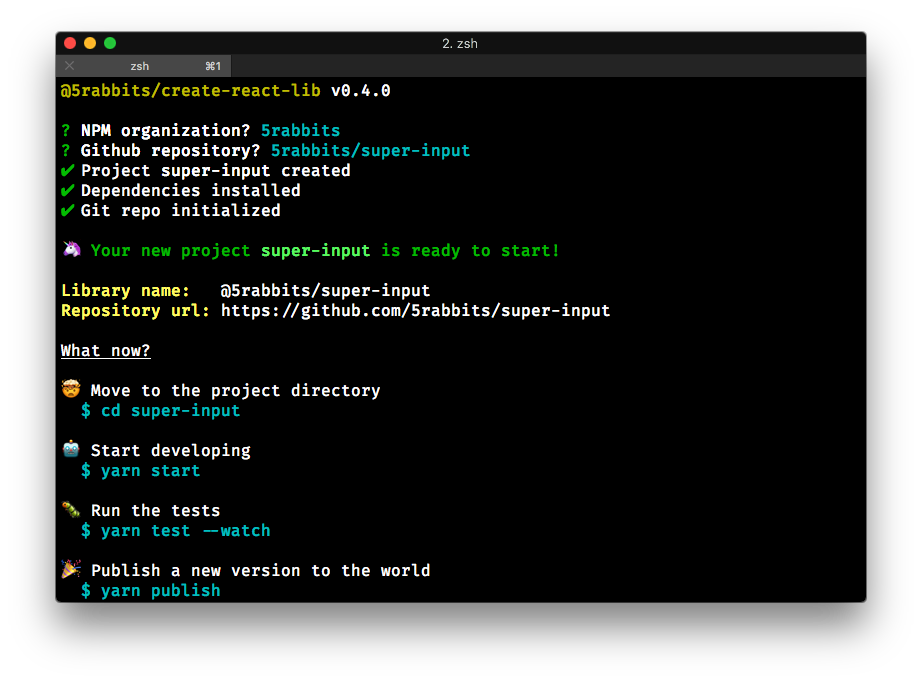 2. zsh
zsh ⌘1
@5rabbits/create-react-lib v0.4.0
? NPM organization? 5rabbits
? Github repository? 5rabbits/super-input
✔ Project super-input created
✔ Dependencies installed
✔ Git repo initialized
🦄 Your new project super-input is ready to start!
Library name: @5rabbits/super-input
Repository url: https://github.com/5rabbits/super-input
What now?
🤯 Move to the project directory
$ cd super-input
🤖 Start developing
$ yarn start
🐛 Run the tests
$ yarn test --watch
🎉 Publish a new version to the world
$ yarn publish